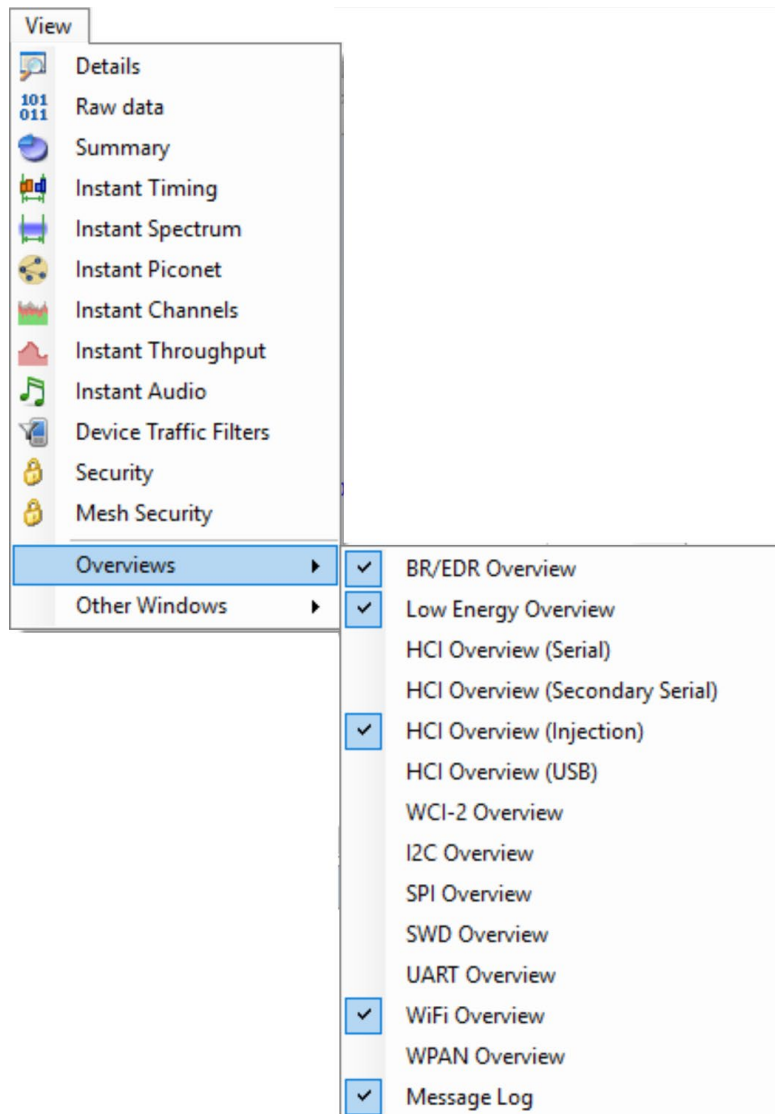 View
Details
101
011
Raw data
Summary
Instant Timing
Instant Spectrum
Instant Piconet
Instant Channels
Instant Throughput
Instant Audio
Device Traffic Filters
Security
Mesh Security
Overviews
Other Windows
BR/EDR Overview
Low Energy Overview
HCI Overview (Serial)
HCI Overview (Secondary Serial)
HCI Overview (Injection)
HCI Overview (USB)
WCI-2 Overview
I2C Overview
SPI Overview
SWD Overview
UART Overview
WiFi Overview
WPAN Overview
Message Log